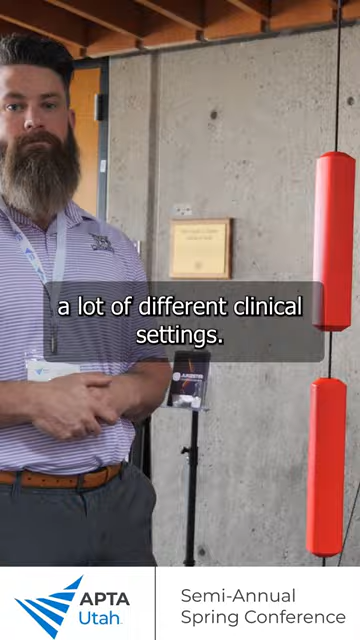 a lot of different clinical
settings.
APTA
Utah
Semi-Annual
Spring Conference